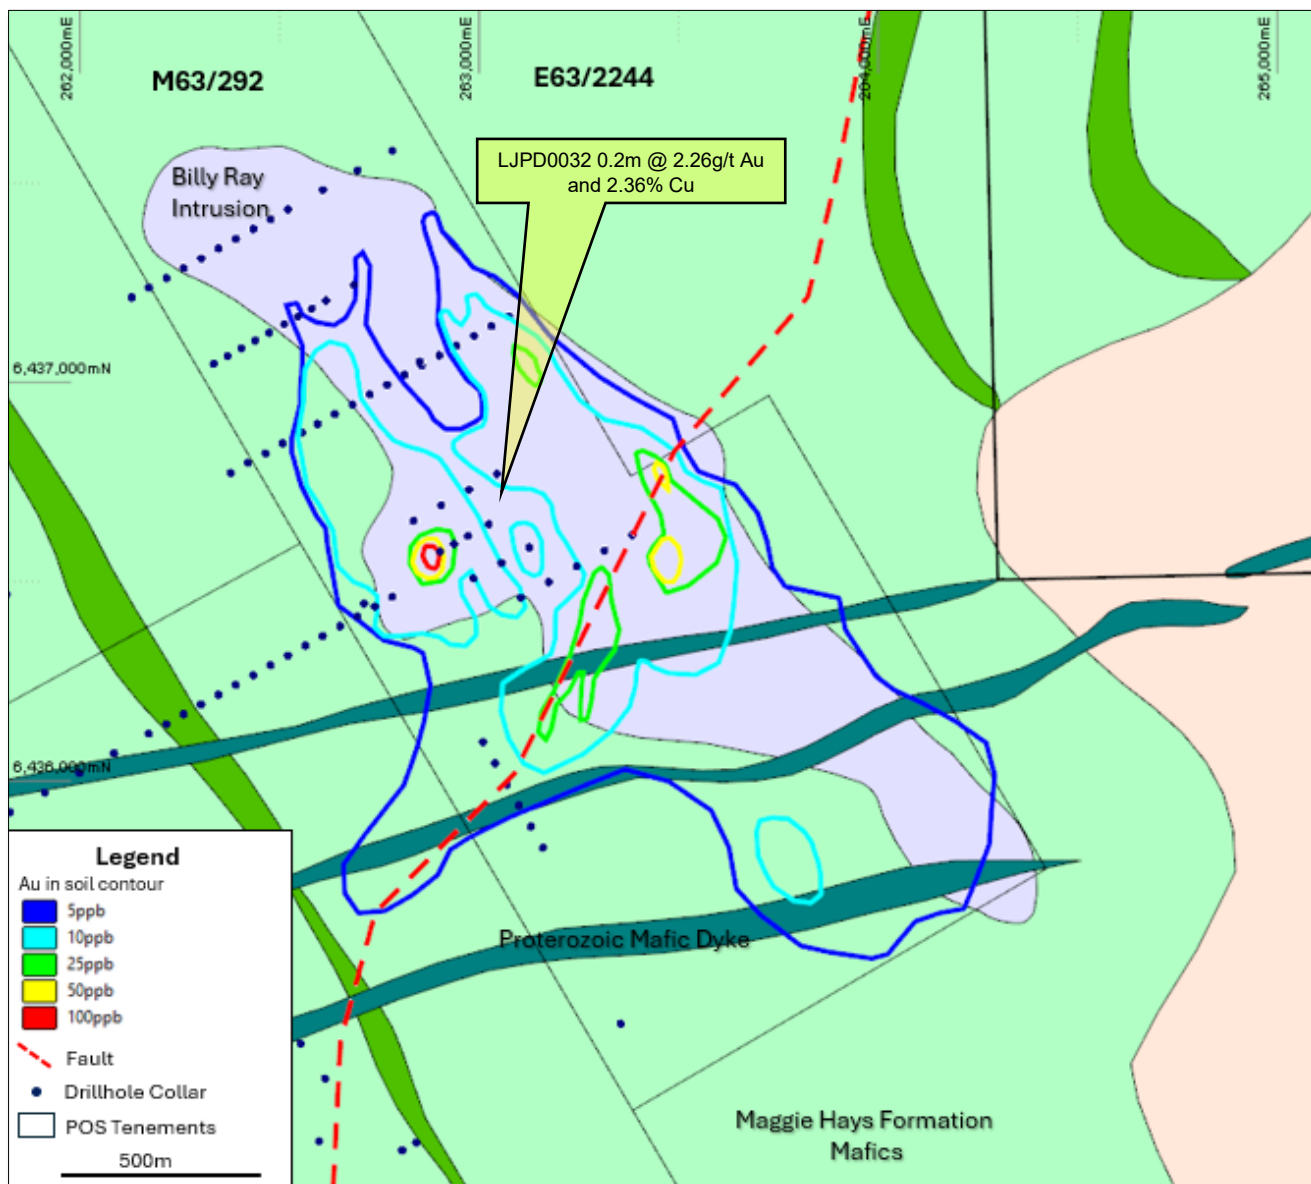 262,000mE
263,000mE
264,000mE
265,000mE
M63/292
E63/2244
LJPD0032 0.2m @ 2.26g/t Au
and 2.36% Cu
Billy Ray
Intrusion
6,437,000mN
6,436,000mN
Legend
Au in soil contour
5ppb
10ppb
25ppb
50ppb
100ppb
Fault
Drillhole Collar
POS Tenements
500m
Proterozoic Mafic Dyke
Maggie Hays Formation
Mafics